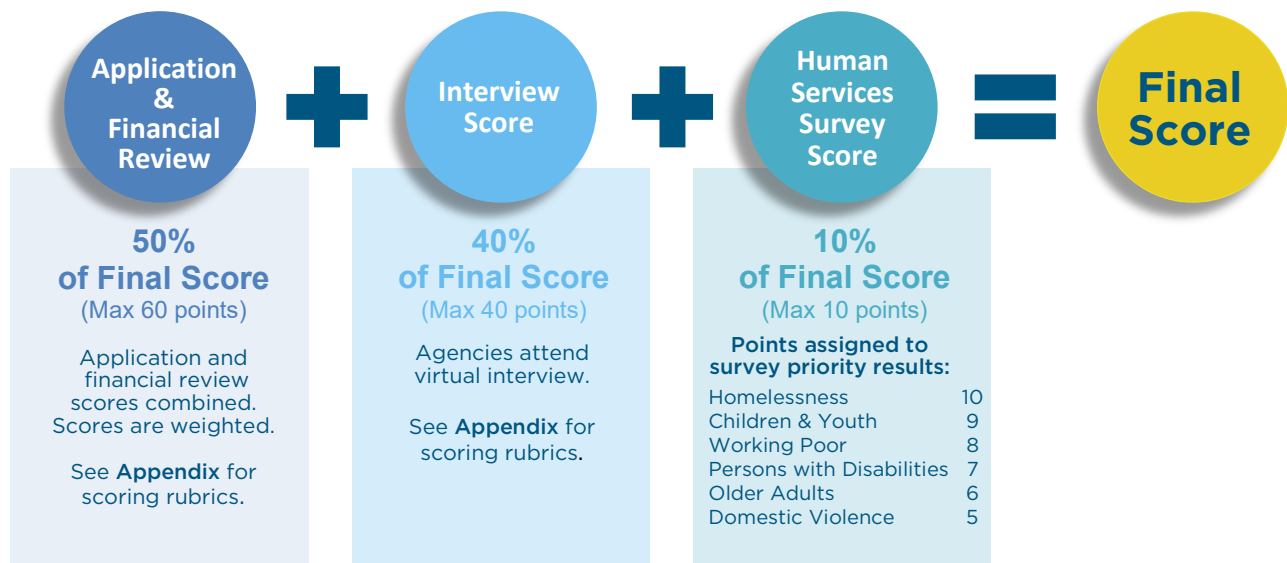 Application
&
Financial
Review
Interview
Score
Human
Services
Survey
Score
Final
Score
50%
of Final Score
(Max 60 points)
Application and
financial review
scores combined.
Scores are weighted.
See Appendix for
scoring rubrics.
40%
of Final Score
(Max 40 points)
Agencies attend
virtual interview.
See Appendix for
scoring rubrics.
10%
of Final Score
(Max 10 points)
Points assigned to
survey priority results:
Homelessness 10
Children & Youth 9
Working Poor 8
Persons with Disabilities 7
Older Adults 6
Domestic Violence 5